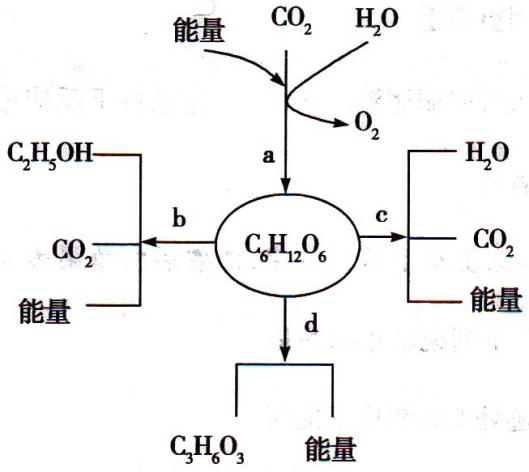 能量 CO₂ H₂O
O₂
a
C₂H₅OH H₂O
b c
CO₂ C₆H₁₂O₆ CO₂
能量 能量
d
C₃H₆O₃ 能量